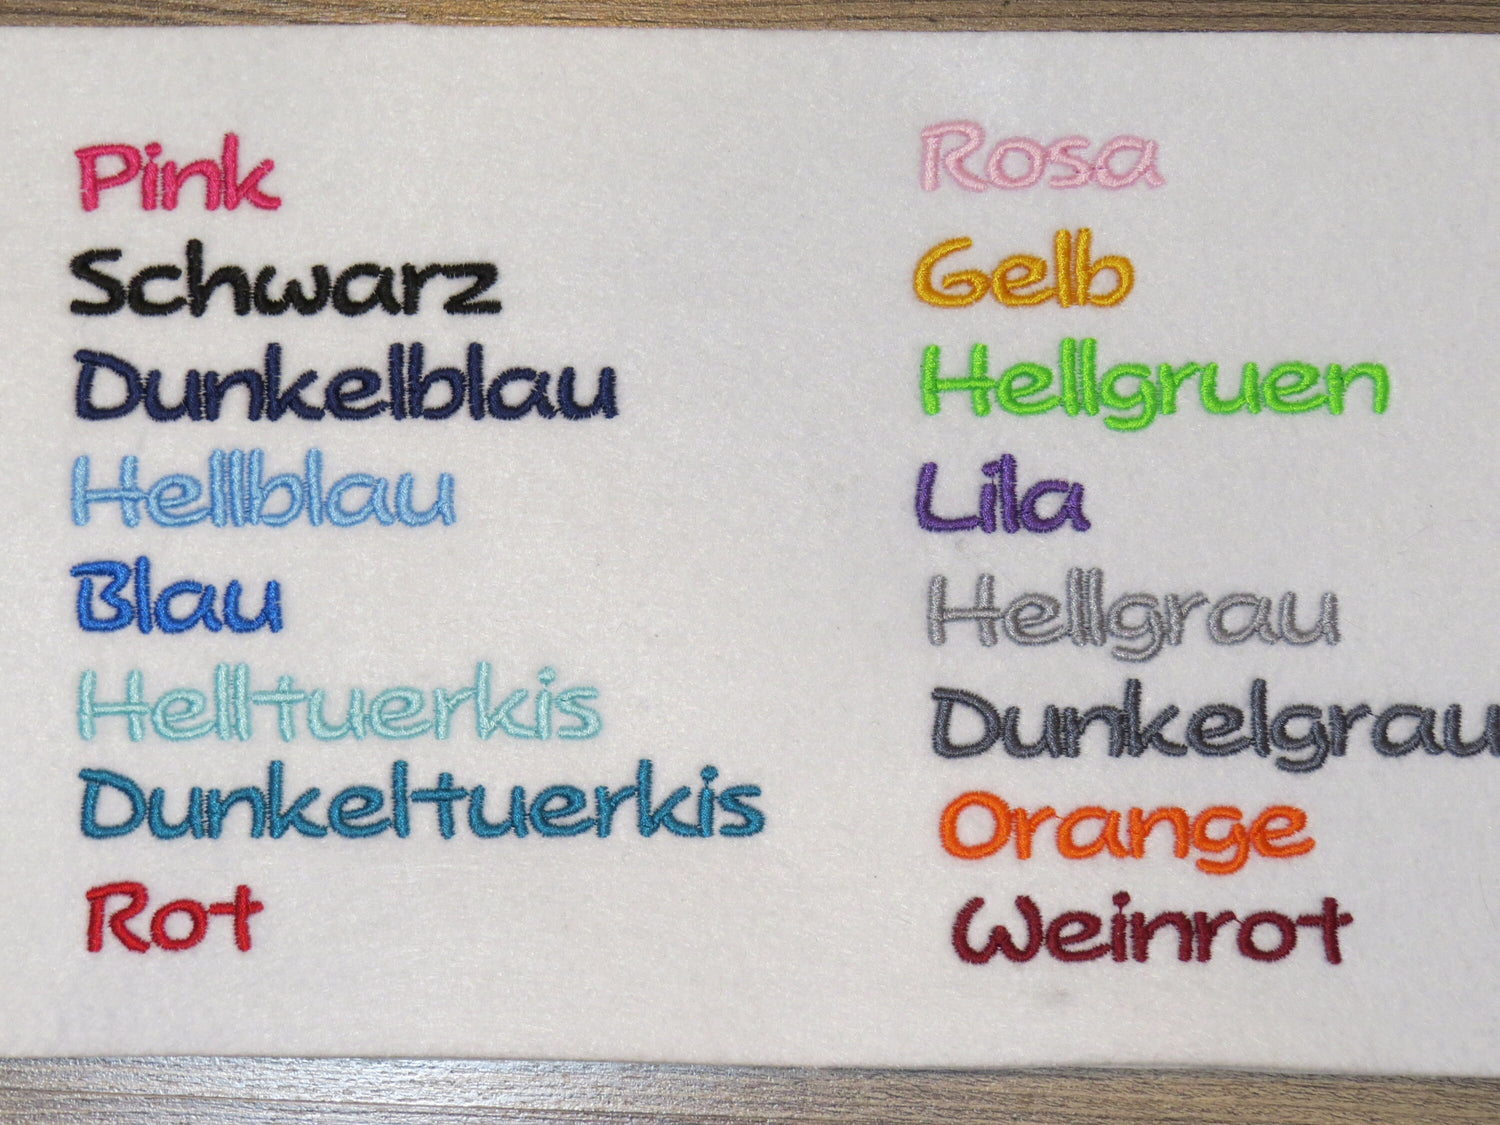 Pink
Schwarz
Dunkelblau
Hellblau
Blau
Helltuerkis
Dunkeltuerkis
Rot
Rosa
Gelb
Hellgruen
Lila
Hellgrau
Dunkelgrau
Orange
Weinrot